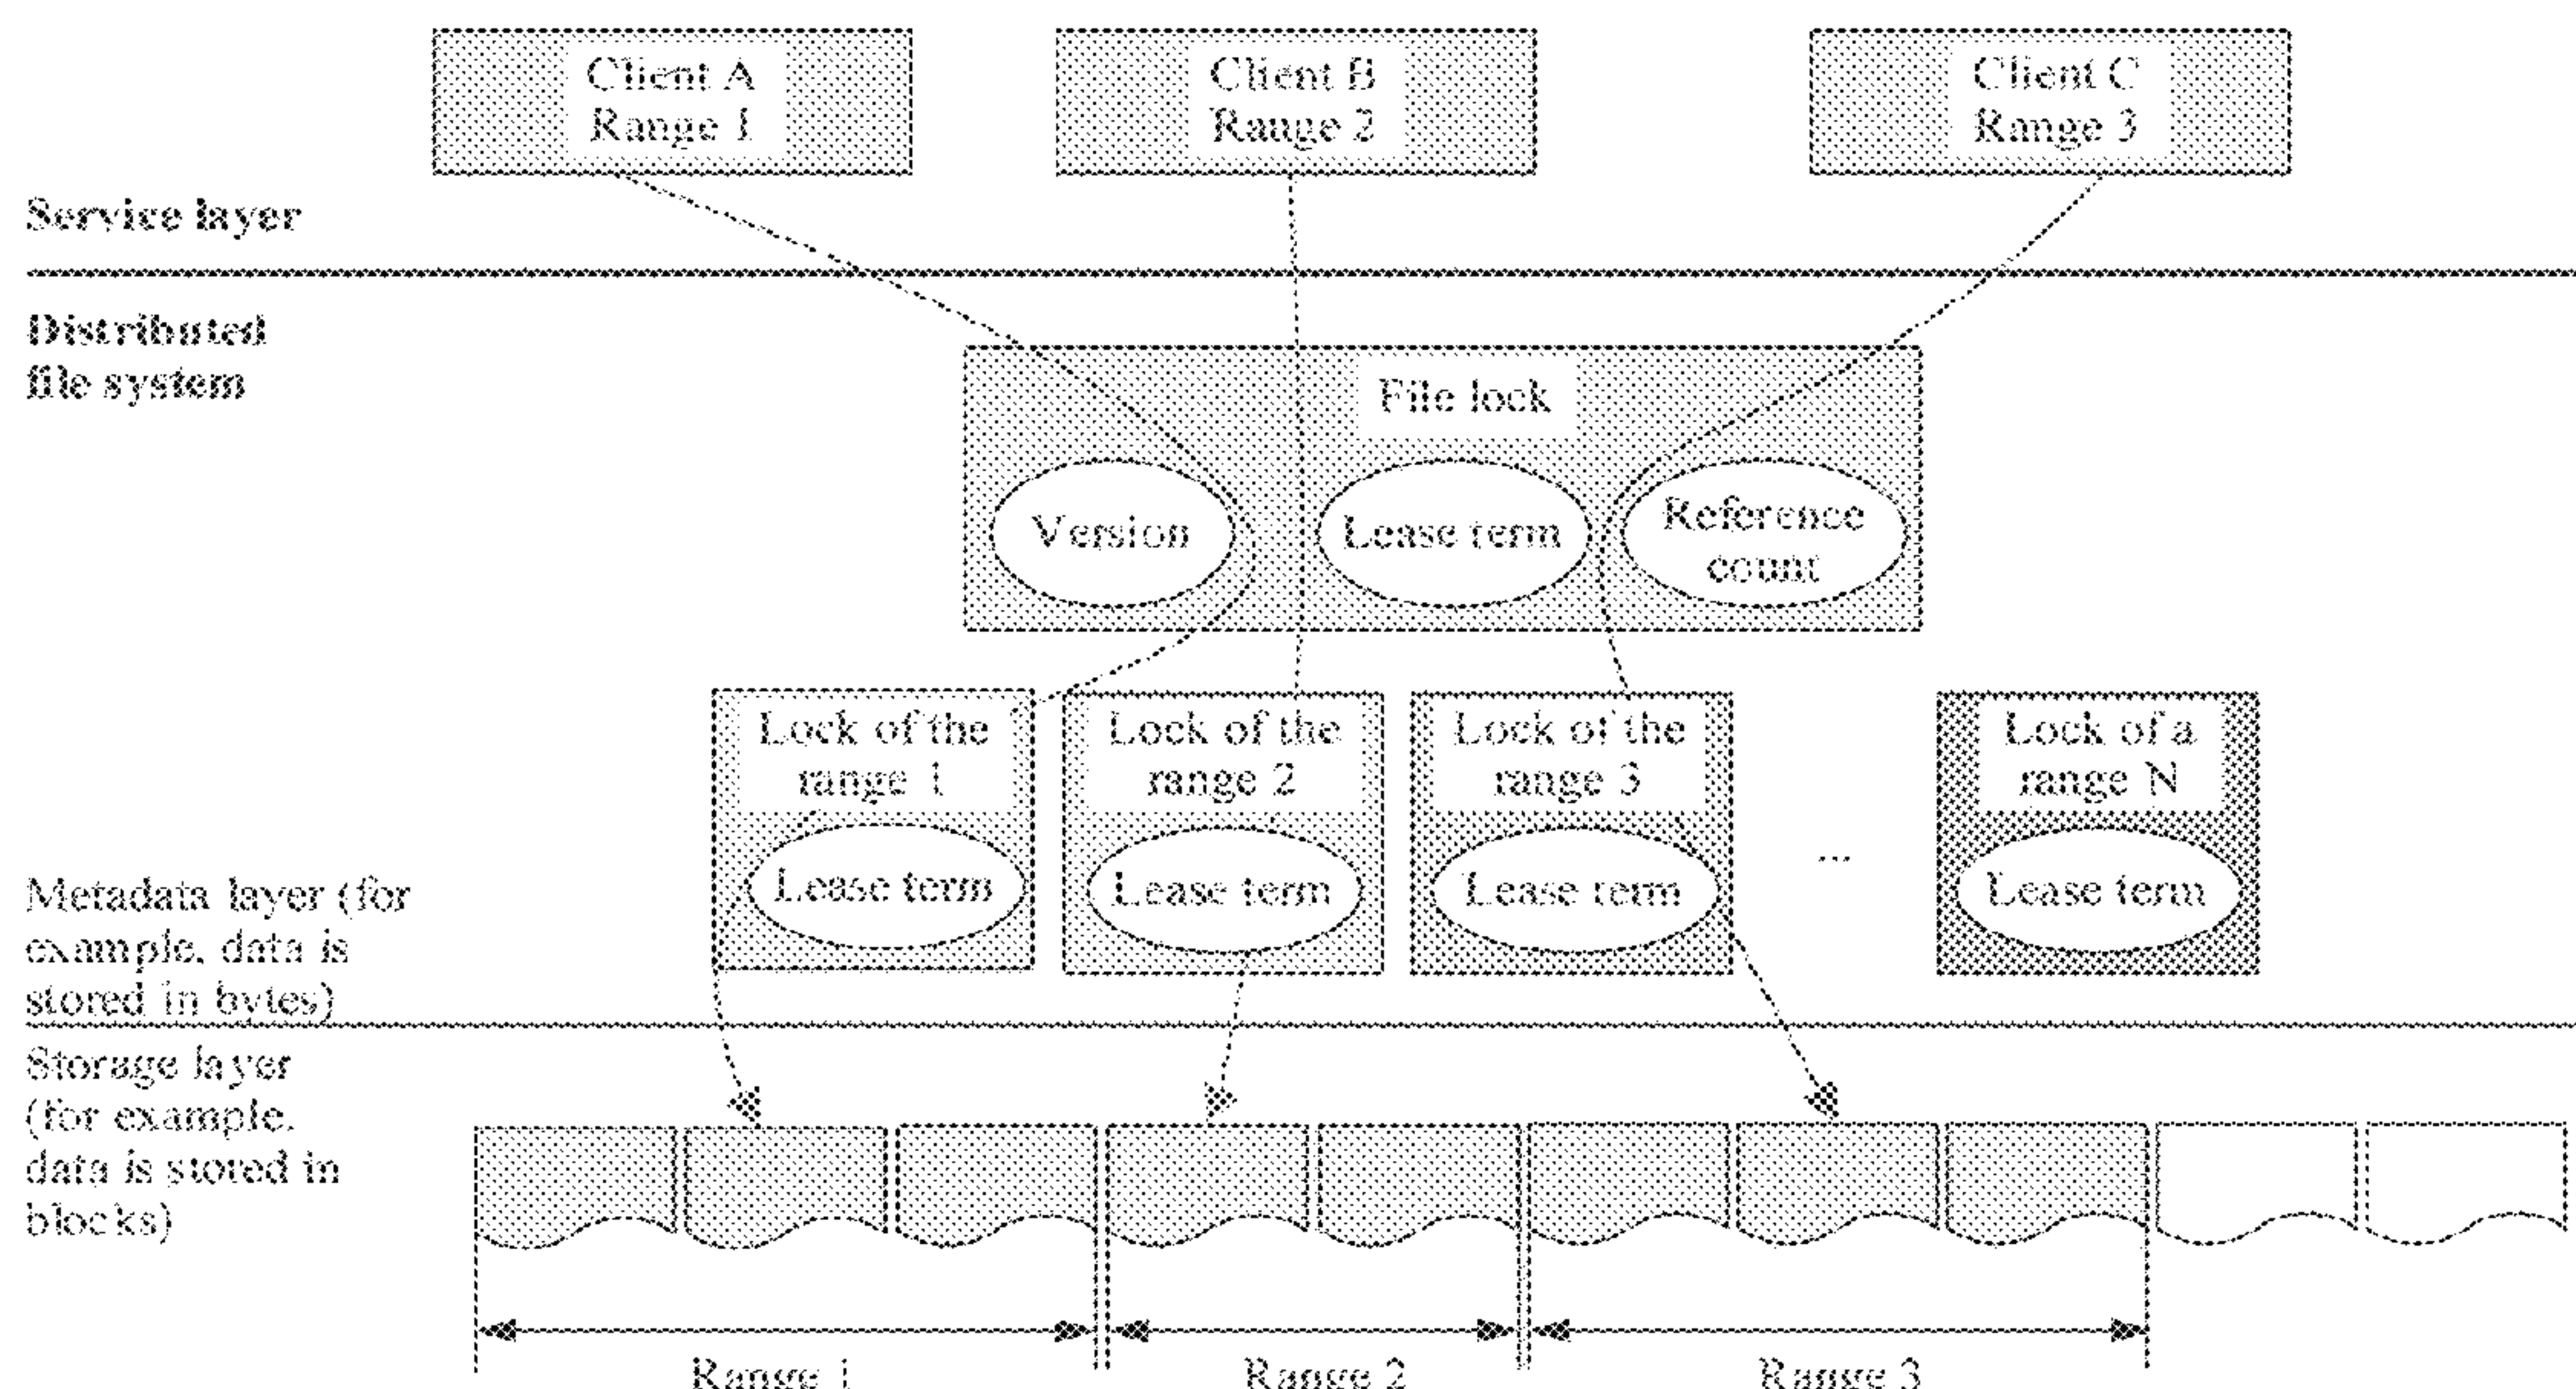 Client A
Range 1
Client B
Range 2
Client C
Range 3
Service layer
Distributed
file system
File lock
Version
Lease term
Reference
count
Lock of the
range 1
Lease term
Lock of the
range 2
Lease term
Lock of the
range 3
Lease term
...
Lock of a
range N
Lease term
Metadata layer (for
example, data is
stored in bytes)
Storage layer
(for example,
data is stored in
blocks)
Range 1
Range 2
Range 3